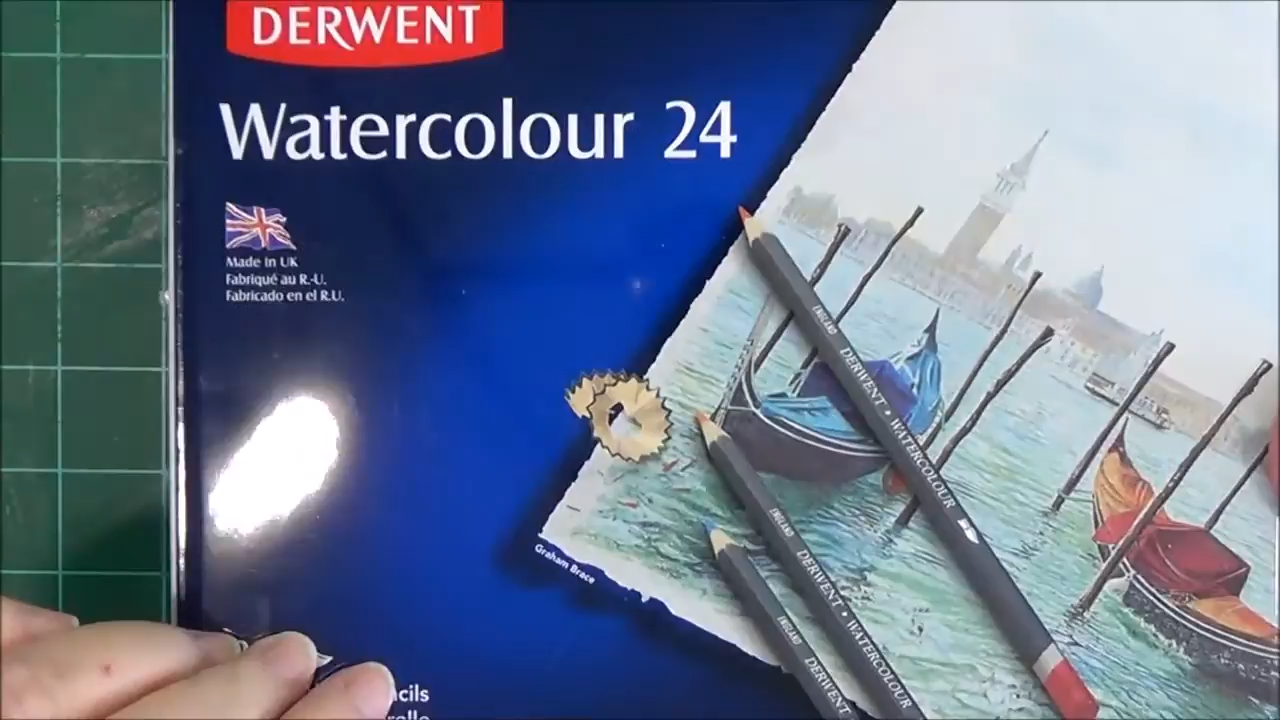 DERWENT
Watercolour 24
Made in UK
Fabriqué au R.-U.
Fabricado en el R.U.
Graham Brace
ENGLAND DERWENT • WATERCOLOUR
ENGLAND DERWENT • WATERCOLOUR
ENGLAND DERWENT